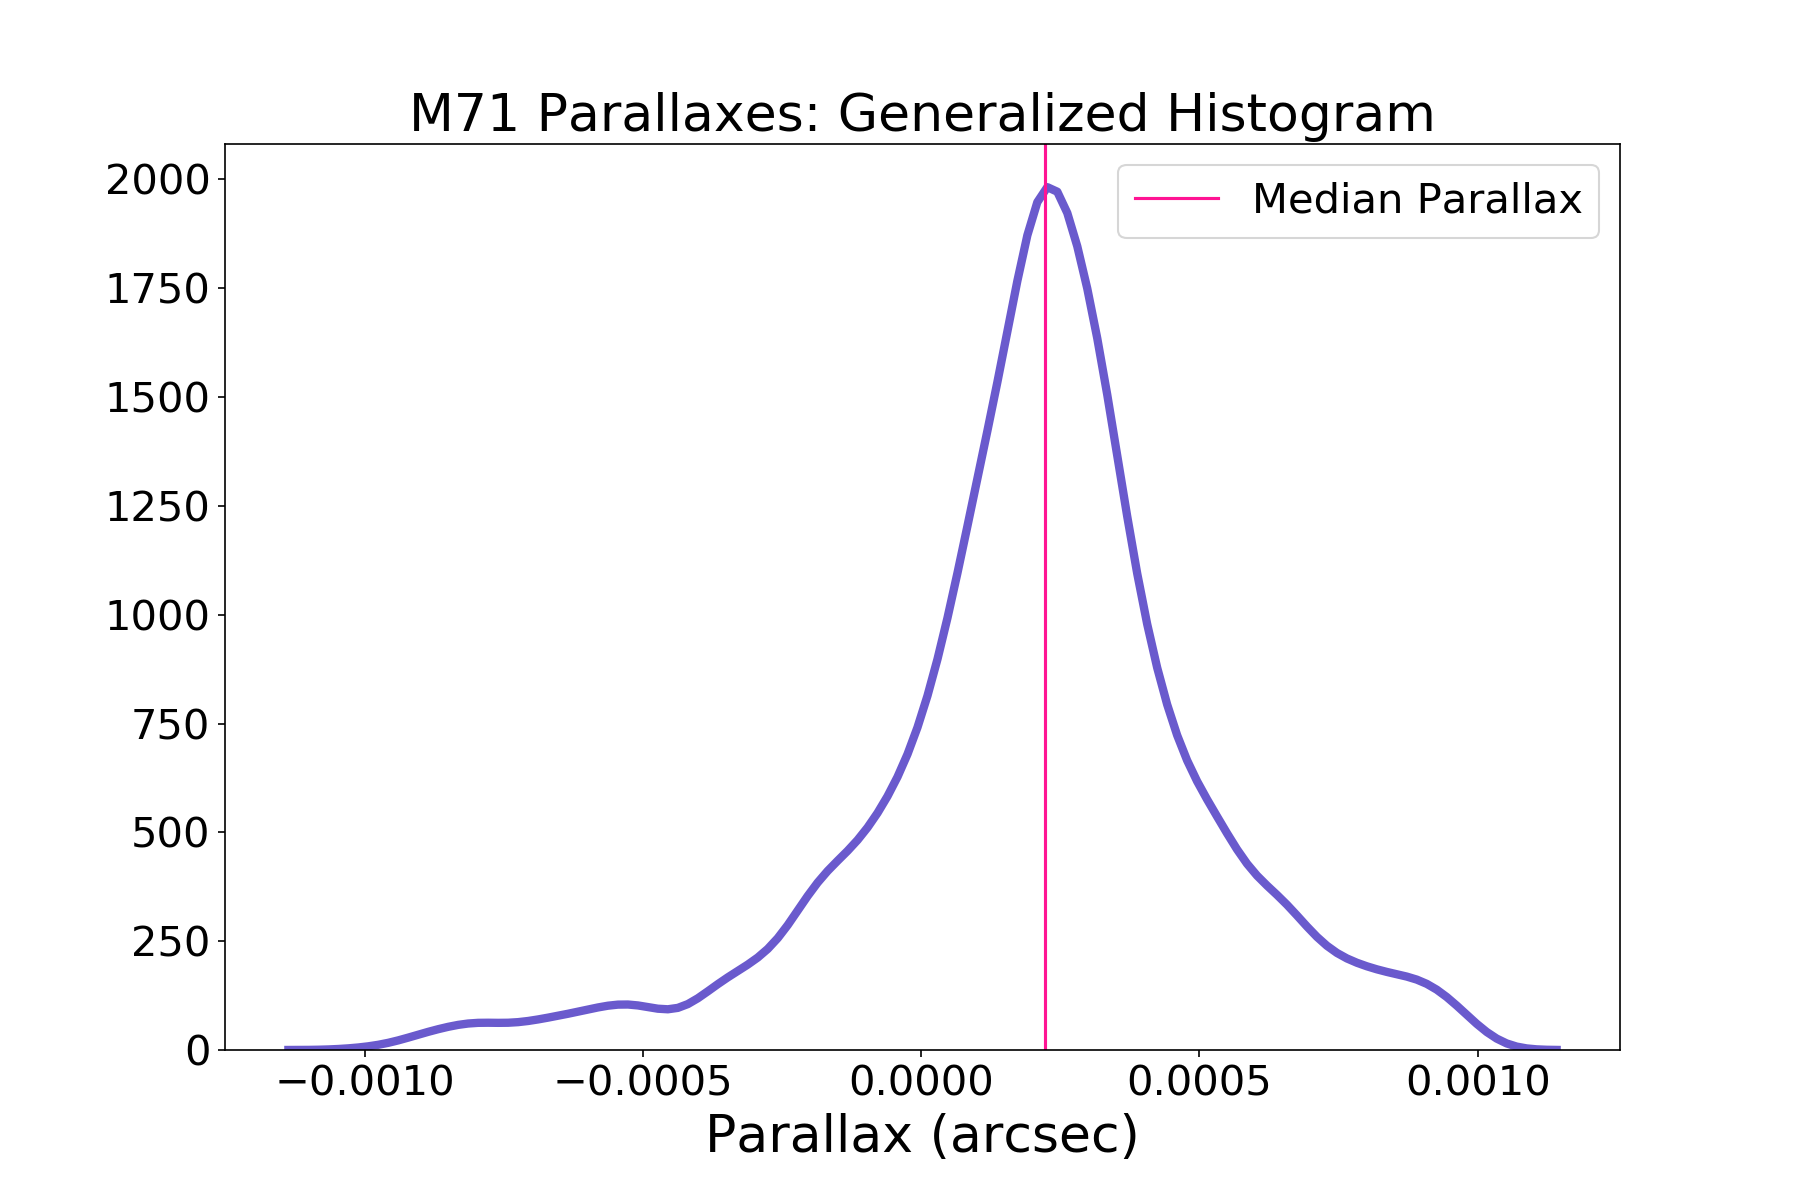 M71 Parallaxes: Generalized Histogram
Median Parallax
2000
1750
1500
1250
1000
750
500
250
0
−0.0010 −0.0005 0.0000 0.0005 0.0010
Parallax (arcsec)